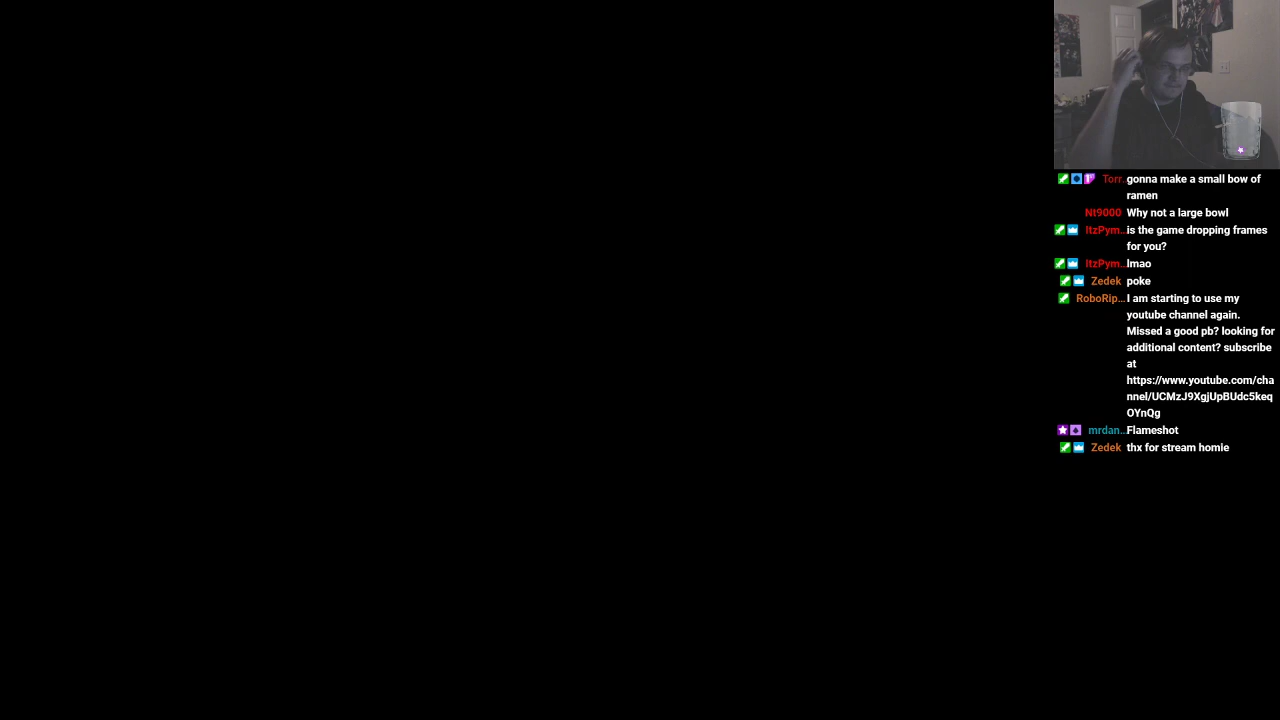 Torr. gonna make a small bow of
ramen
Nt9000 Why not a large bowl
ItzPym... is the game dropping frames
for you?
ItzPym... lmao
Zedek poke
RoboRip... I am starting to use my
youtube channel again.
Missed a good pb? looking for
additional content? subscribe
at
https://www.youtube.com/cha
nnel/UCMzJ9XgjUpBUdc5keq
OYnQg
mrdan... Flameshot
Zedek thx for stream homie